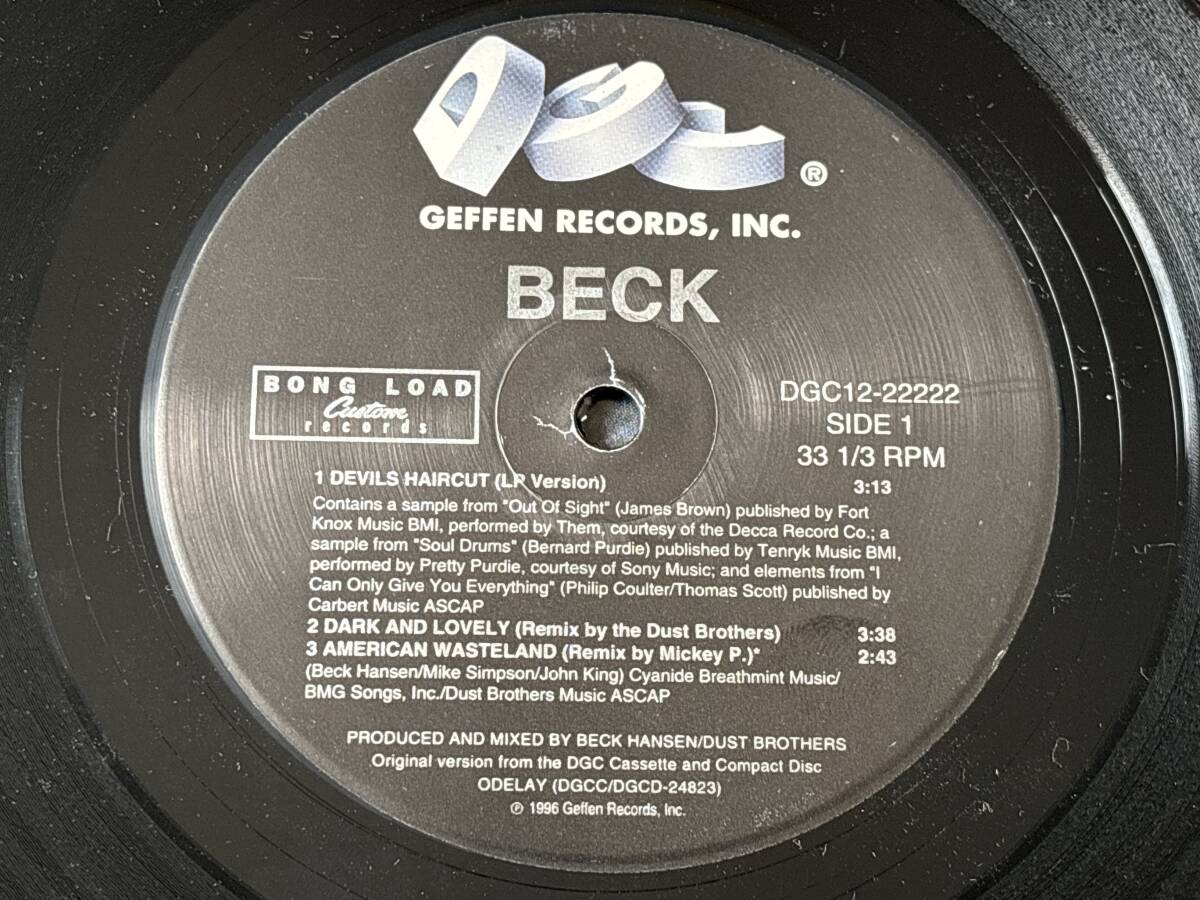 DGC ®
GEFFEN RECORDS, INC.
BECK
BONG LOAD
Custom
records
DGC12-22222
SIDE 1
33 1/3 RPM
1 DEVILS HAIRCUT (LP Version) 3:13
Contains a sample from "Out Of Sight" (James Brown) published by Fort
Knox Music BMI, performed by Them, courtesy of the Decca Record Co.; a
sample from "Soul Drums" (Bernard Purdie) published by Tenryk Music BMI,
performed by Pretty Purdie, courtesy of Sony Music; and elements from "I
Can Only Give You Everything" (Philip Coulter/Thomas Scott) published by
Carbert Music ASCAP
2 DARK AND LOVELY (Remix by the Dust Brothers) 3:38
3 AMERICAN WASTELAND (Remix by Mickey P.)* 2:43
(Beck Hansen/Mike Simpson/John King) Cyanide Breathmint Music/
BMG Songs, Inc./Dust Brothers Music ASCAP
PRODUCED AND MIXED BY BECK HANSEN/DUST BROTHERS
Original version from the DGC Cassette and Compact Disc
ODELAY (DGCC/DGCD-24823)
℗ 1996 Geffen Records, Inc.